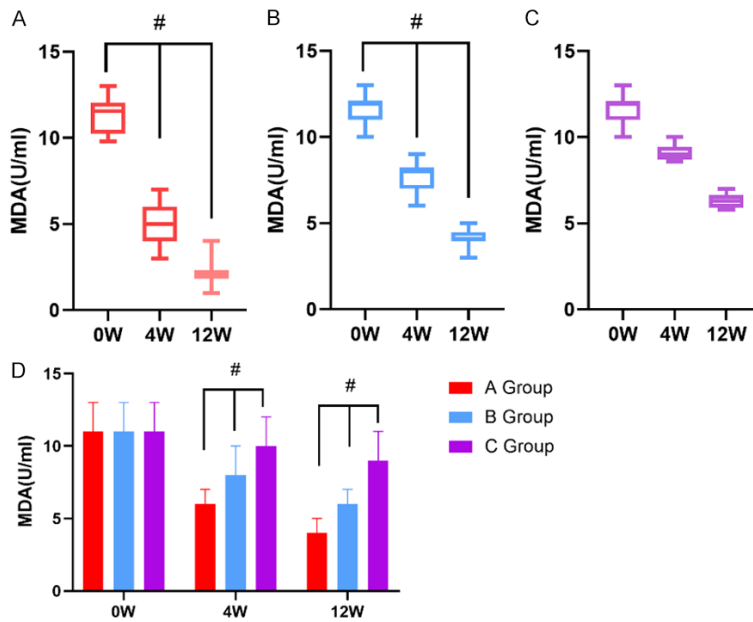 A
#
MDA(U/ml)
15
10
5
0
0W 4W 12W
B
#
MDA(U/ml)
15
10
5
0
0W 4W 12W
C
MDA(U/ml)
15
10
5
0
0W 4W 12W
D
MDA(U/ml)
15
10
5
0
#
#
0W 4W 12W
A Group
B Group
C Group